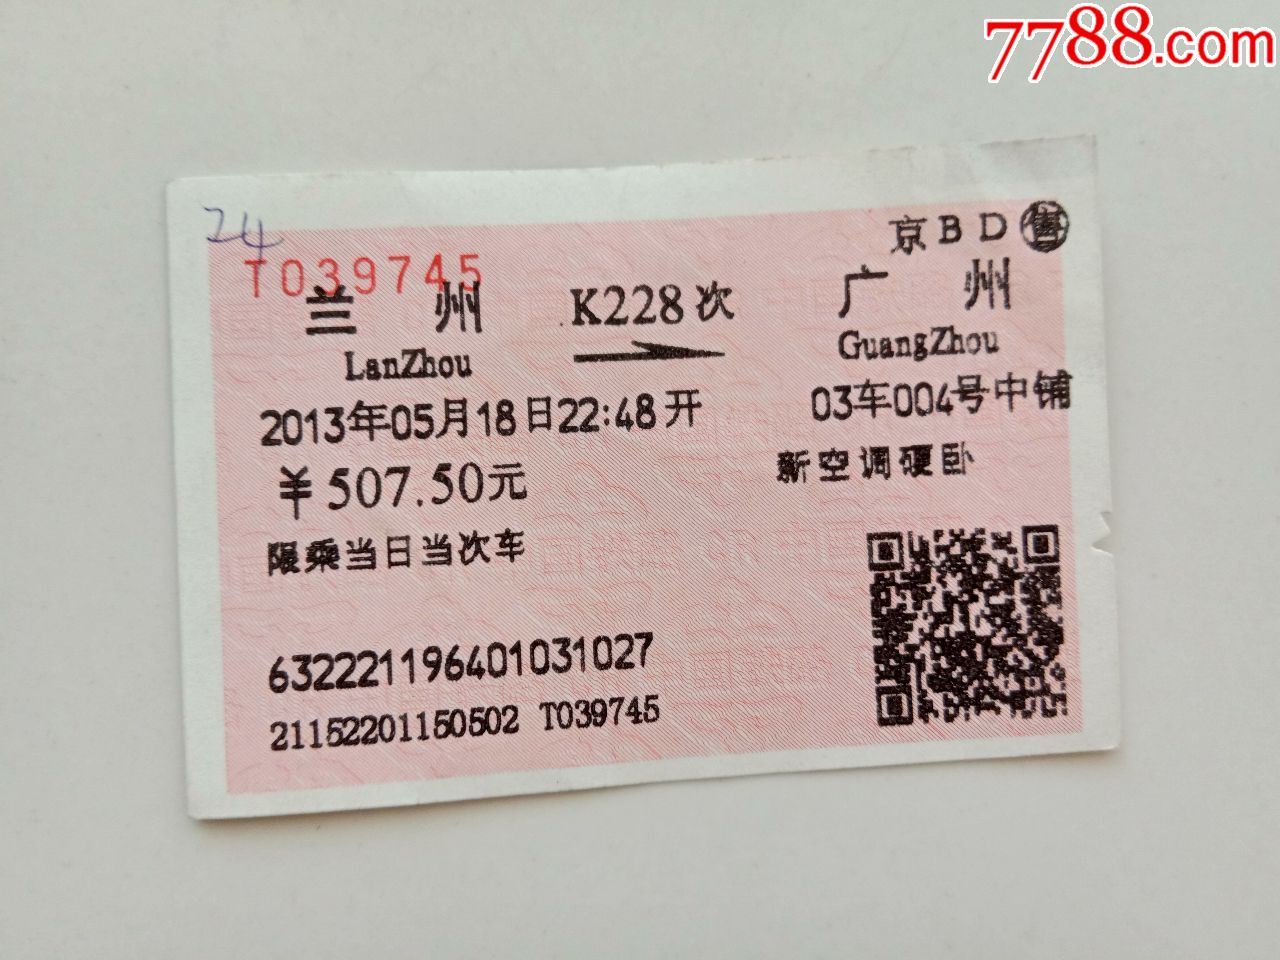 7788.com
24
京BD售
T039745
兰州 K228次 广州
LanZhou GuangZhou
2013年05月18日22:48开 03车004号中铺
¥507.50元 新空调硬卧
限乘当日当次车
632221196401031027
21152201150502 T039745